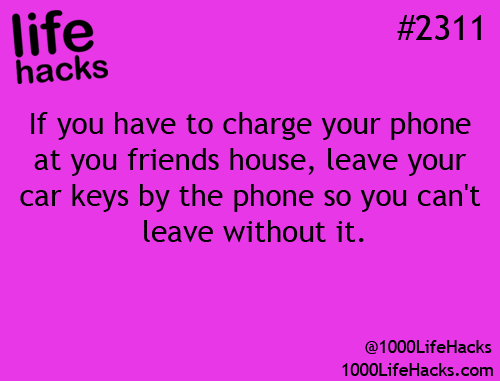 life
hacks
#2311
If you have to charge your phone
at you friends house, leave your
car keys by the phone so you can't
leave without it.
@1000LifeHacks
1000LifeHacks.com